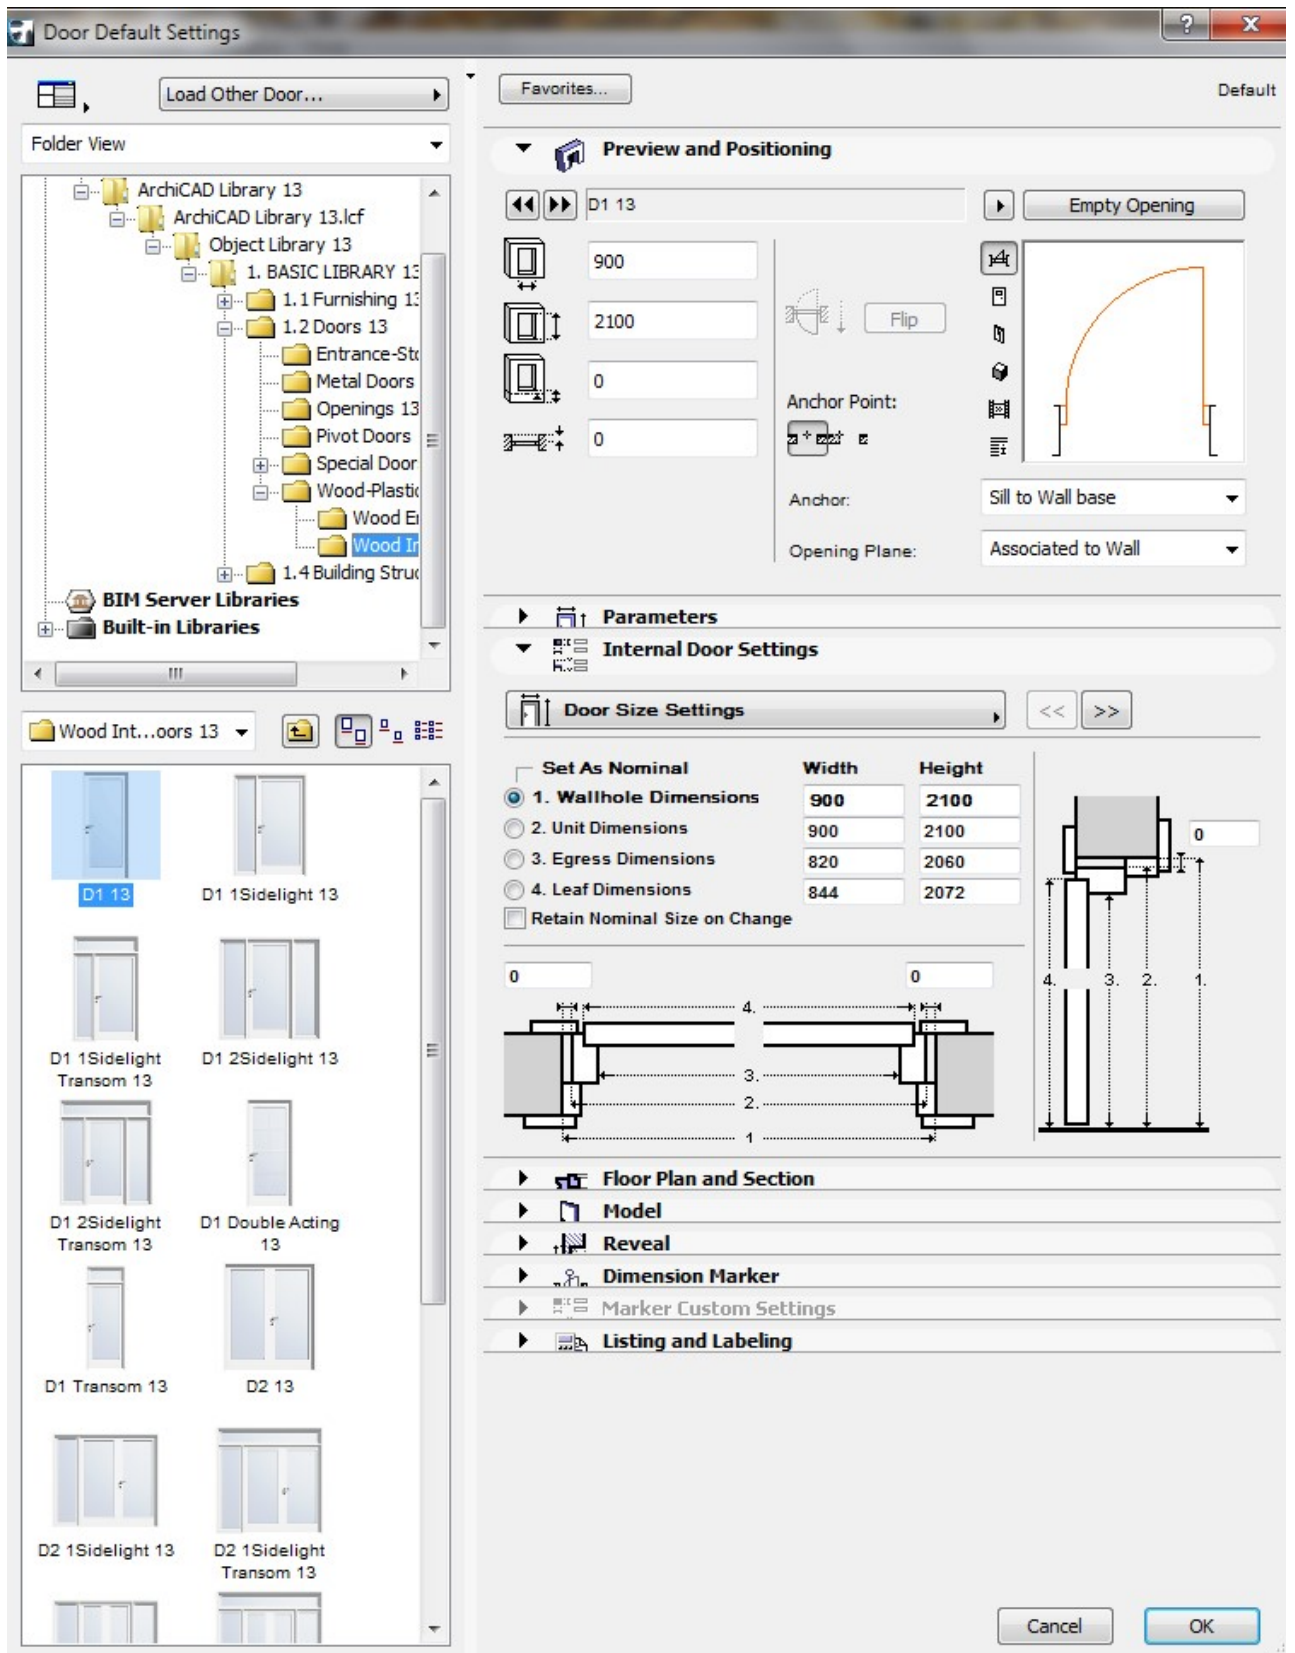 Door Default Settings
?
X
Load Other Door...
Folder View
ArchiCAD Library 13
ArchiCAD Library 13.lcf
Object Library 13
1. BASIC LIBRARY 13
1.1 Furnishing 13
1.2 Doors 13
Entrance-Sto
Metal Doors
Openings 13
Pivot Doors
Special Door
Wood-Plastic
Wood En
Wood In
1.4 Building Struc
BIM Server Libraries
Built-in Libraries
Wood Int...oors 13
D1 13
D1 1Sidelight 13
D1 1Sidelight
Transom 13
D1 2Sidelight 13
D1 2Sidelight
Transom 13
D1 Double Acting
13
D1 Transom 13
D2 13
D2 1Sidelight 13
D2 1Sidelight
Transom 13
Favorites...
Default
Preview and Positioning
D1 13
Empty Opening
900
2100
0
0
Flip
Anchor Point:
Anchor:
Sill to Wall base
Opening Plane:
Associated to Wall
Parameters
Internal Door Settings
Door Size Settings
<<
>>
Set As Nominal Width Height
1. Wallhole Dimensions 900 2100
2. Unit Dimensions 900 2100
3. Egress Dimensions 820 2060
4. Leaf Dimensions 844 2072
Retain Nominal Size on Change
0
0
4.
3.
2.
1
0
4. 3. 2. 1.
Floor Plan and Section
Model
Reveal
Dimension Marker
Marker Custom Settings
Listing and Labeling
Cancel
OK